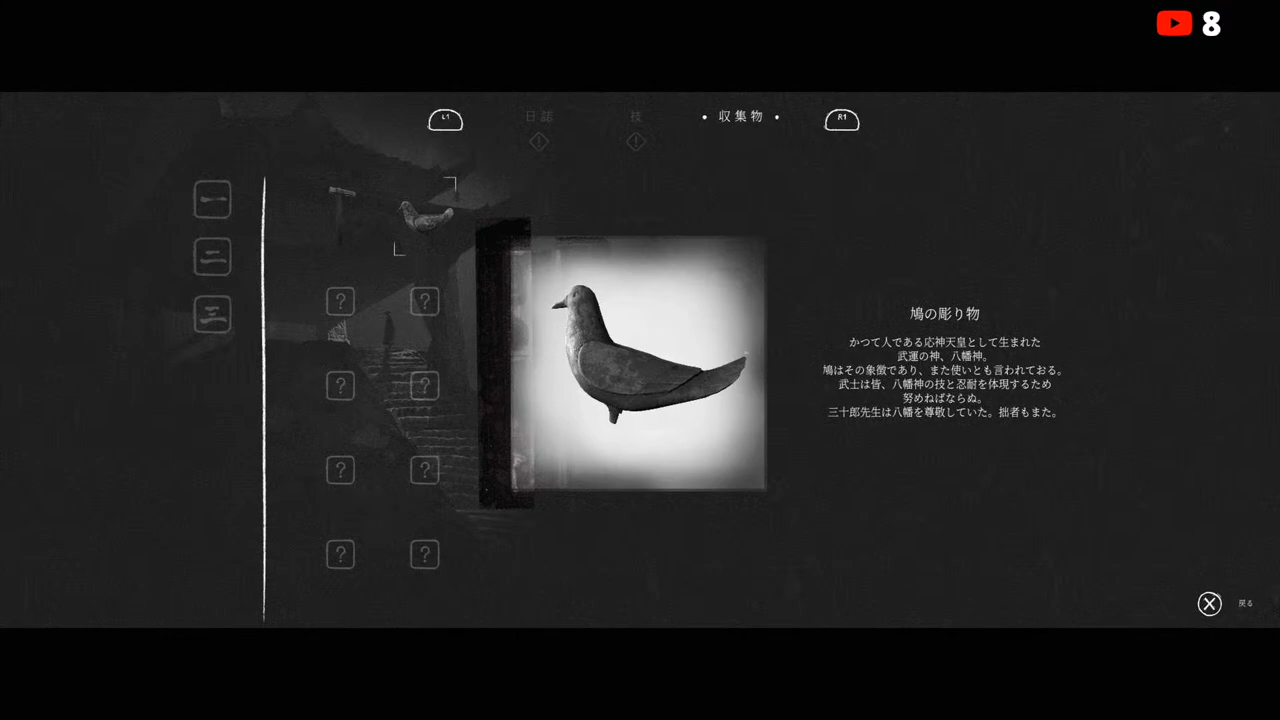 8
L1
日誌
技
• 収集物 •
R1
一
二
三
?
?
?
?
?
?
?
?
鳩の彫り物
かつて人である応神天皇として生まれた
武運の神、八幡神。
鳩はその象徴であり、また使いとも言われておる。
武士は皆、八幡神の技と忍耐を体現するため
努めねばならぬ。
三十郎先生は八幡を尊敬していた。拙者もまた。
戻る